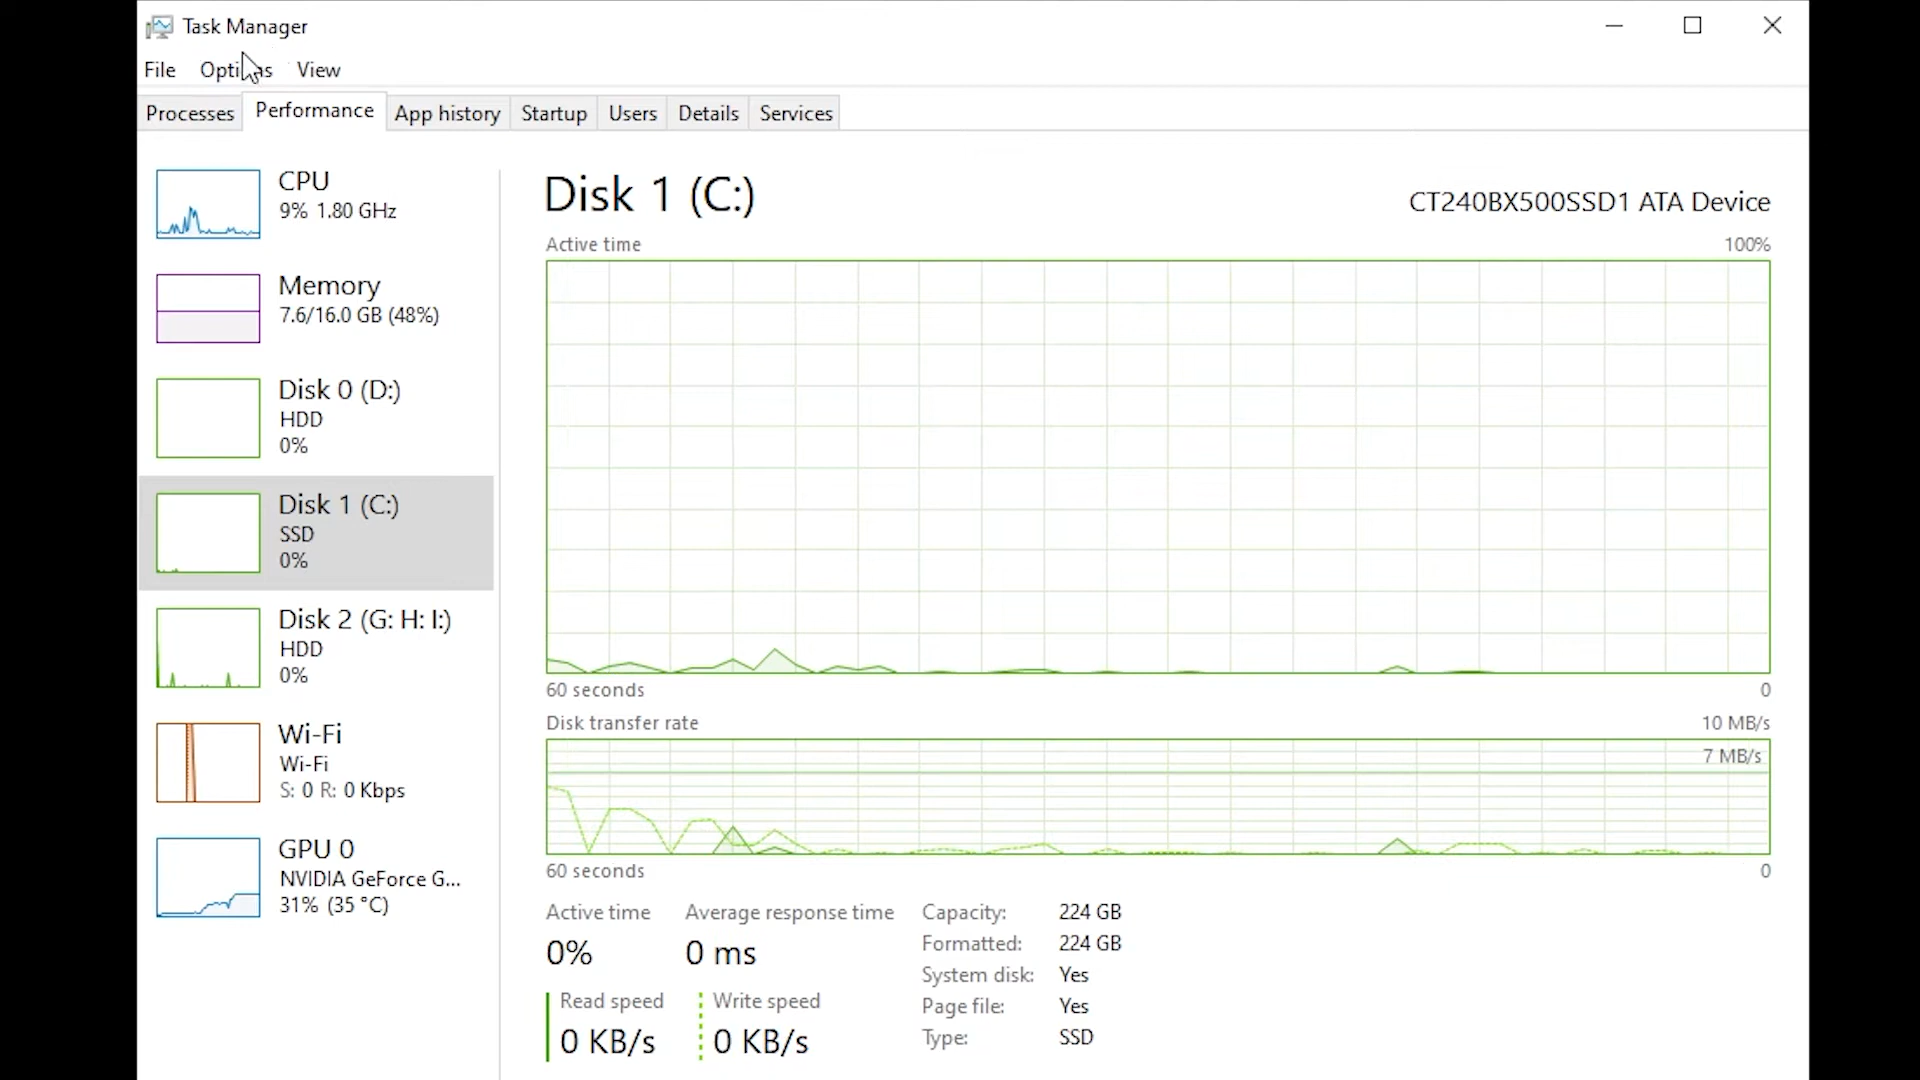 Task Manager
File Options View
Processes Performance App history Startup Users Details Services
CPU
9% 1.80 GHz
Memory
7.6/16.0 GB (48%)
Disk 0 (D:)
HDD
0%
Disk 1 (C:)
SSD
0%
Disk 2 (G: H: I:)
HDD
0%
Wi-Fi
Wi-Fi
S: 0 R: 0 Kbps
GPU 0
NVIDIA GeForce G...
31% (35 °C)
Disk 1 (C:)
CT240BX500SSD1 ATA Device
Active time 100%
60 seconds 0
Disk transfer rate 10 MB/s
7 MB/s
60 seconds 0
Active time Average response time
0% 0 ms
Read speed Write speed
0 KB/s 0 KB/s
Capacity: 224 GB
Formatted: 224 GB
System disk: Yes
Page file: Yes
Type: SSD